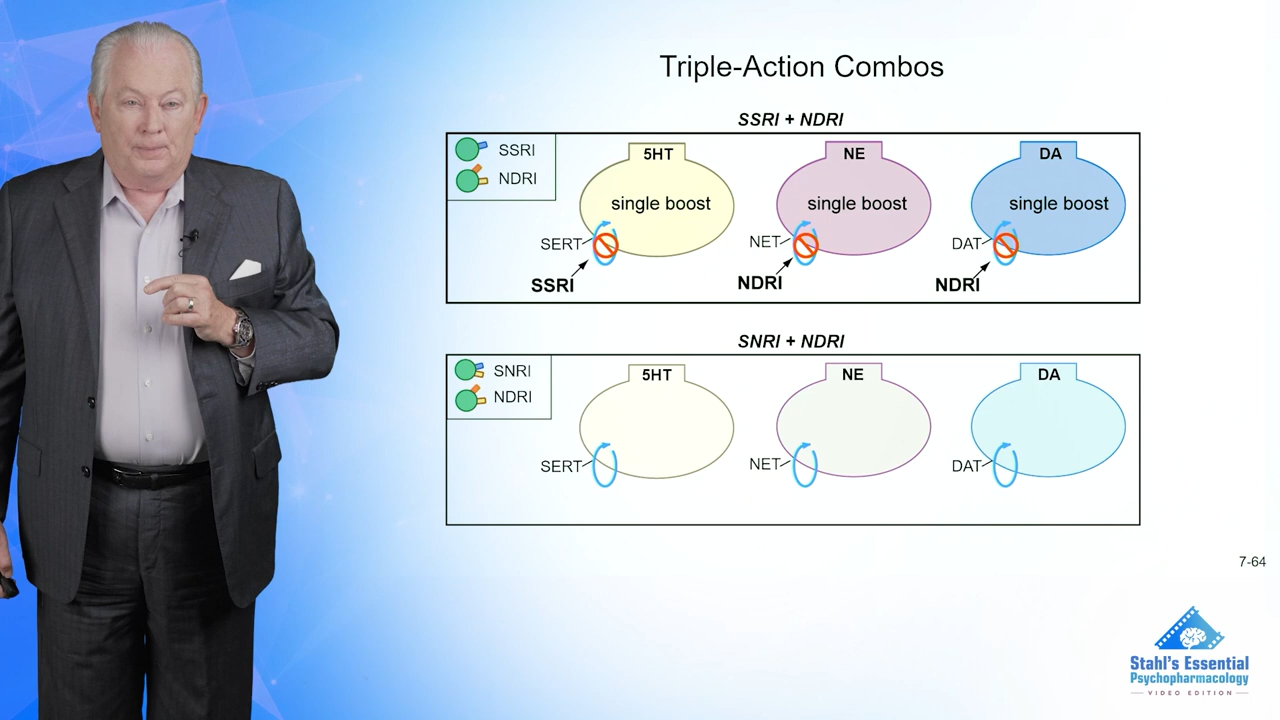 Triple-Action Combos
SSRI + NDRI
SSRI
NDRI
5HT
NE
DA
single boost
single boost
single boost
SERT
NET
DAT
SSRI
NDRI
NDRI
SNRI + NDRI
SNRI
NDRI
5HT
NE
DA
SERT
NET
DAT
7-64
Stahl's Essential
Psychopharmacology
VIDEO EDITION